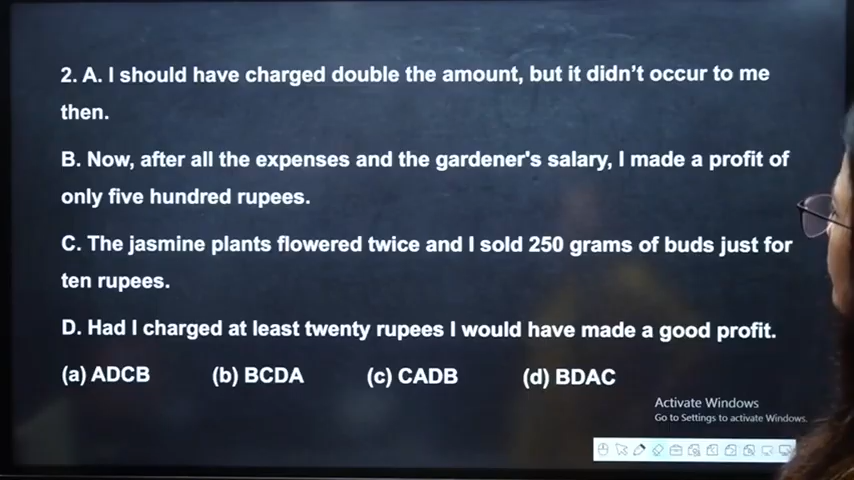 2. A. I should have charged double the amount, but it didn't occur to me
then.
B. Now, after all the expenses and the gardener's salary, I made a profit of
only five hundred rupees.
C. The jasmine plants flowered twice and I sold 250 grams of buds just for
ten rupees.
D. Had I charged at least twenty rupees I would have made a good profit.
(a) ADCB (b) BCDA (c) CADB (d) BDAC
Activate Windows
Go to Settings to activate Windows.